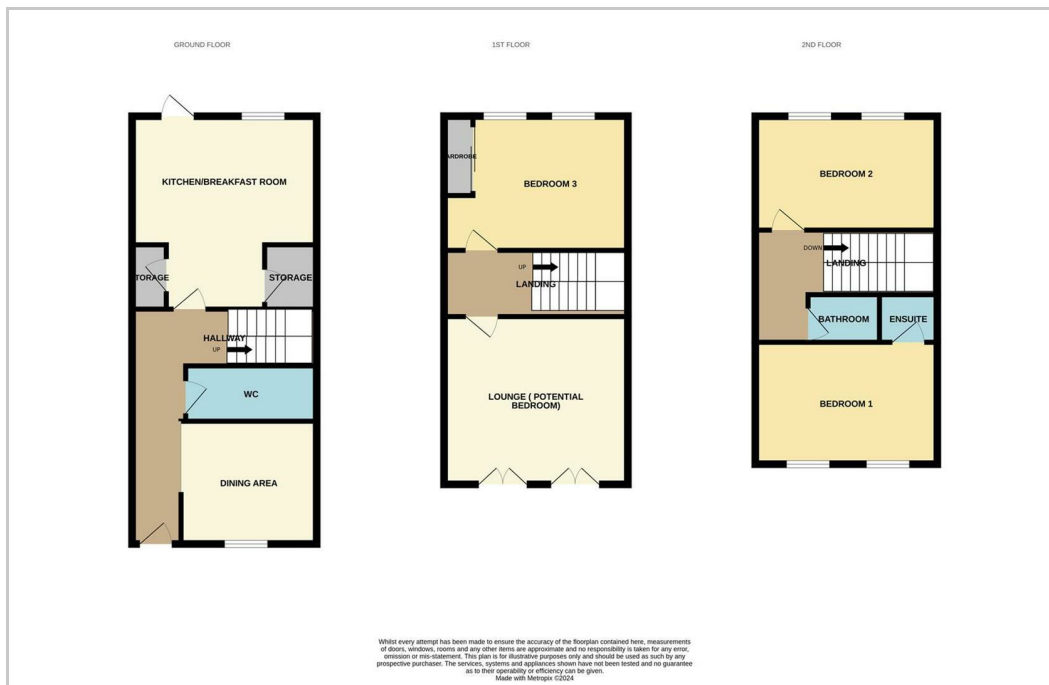 GROUND FLOOR
KITCHEN/BREAKFAST ROOM
TORAGE
STORAGE
HALLWAY
UP
WC
DINING AREA
1ST FLOOR
ARDROBE
BEDROOM 3
UP
LANDING
LOUNGE ( POTENTIAL
BEDROOM)
2ND FLOOR
BEDROOM 2
DOWN
LANDING
BATHROOM
ENSUITE
BEDROOM 1
Whilst every attempt has been made to ensure the accuracy of the floorplan contained here, measurements
of doors, windows, rooms and any other items are approximate and no responsibility is taken for any error,
omission or mis-statement. This plan is for illustrative purposes only and should be used as such by any
prospective purchaser. The services, systems and appliances shown have not been tested and no guarantee
as to their operability or efficiency can be given.
Made with Metropix ©2024